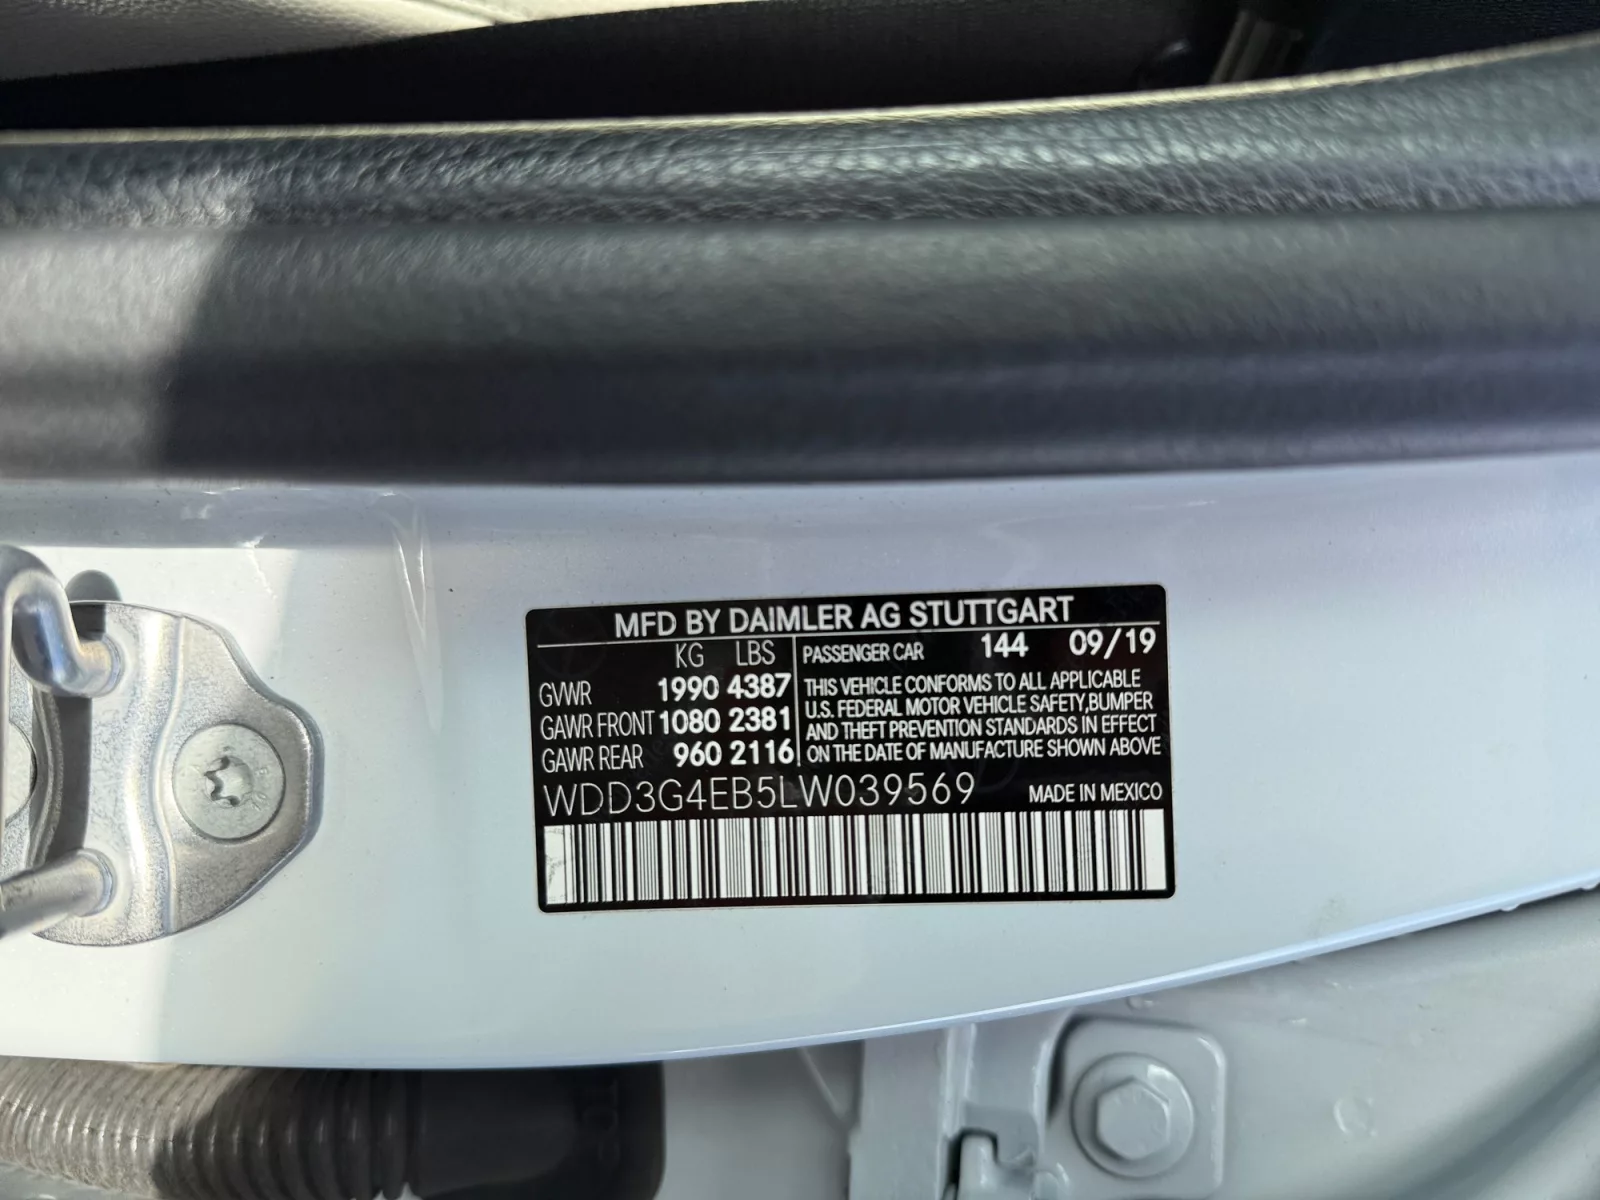 MFD BY DAIMLER AG STUTTGART
KG LBS
GVWR 1990 4387
GAWR FRONT 1080 2381
GAWR REAR 960 2116
PASSENGER CAR 144 09/19
THIS VEHICLE CONFORMS TO ALL APPLICABLE
U.S. FEDERAL MOTOR VEHICLE SAFETY,BUMPER
AND THEFT PREVENTION STANDARDS IN EFFECT
ON THE DATE OF MANUFACTURE SHOWN ABOVE
WDD3G4EB5LW039569 MADE IN MEXICO